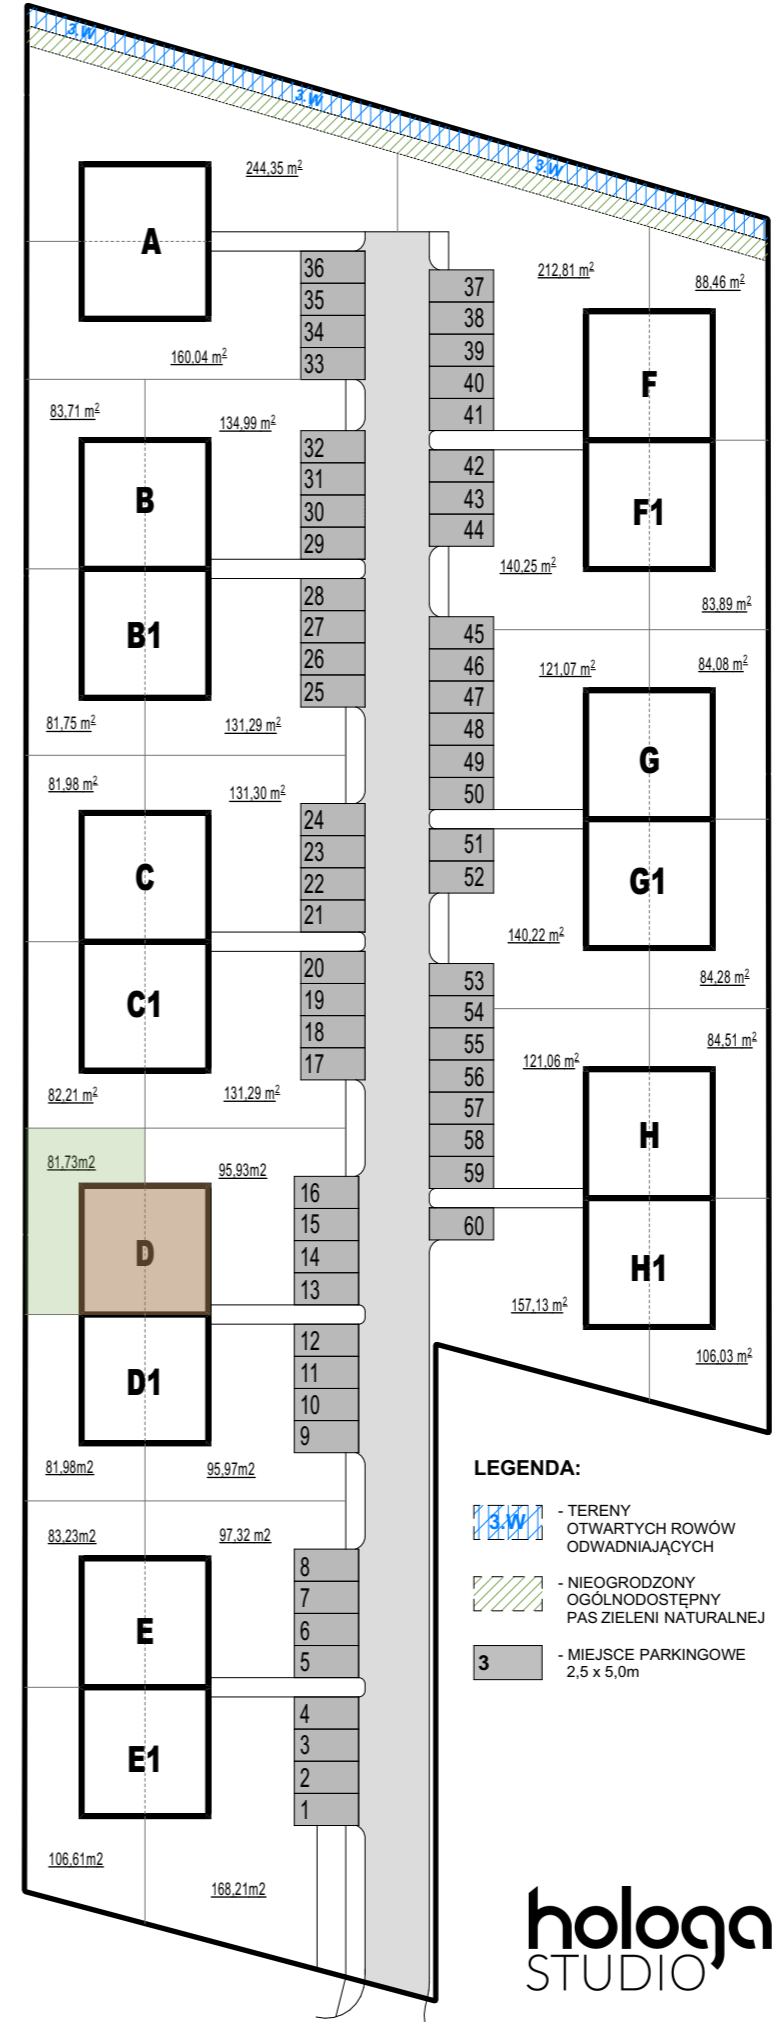 3.W
3.W
3.W
244,35 m²
A
160,04 m²
36
35
34
33
83,71 m²
134,99 m²
B
B1
32
31
30
29
28
27
26
25
81,75 m²
131,29 m²
81,98 m²
131,30 m²
C
C1
24
23
22
21
20
19
18
17
82,21 m²
131,29 m²
81,73m2
95,93m2
D
D1
16
15
14
13
12
11
10
9
81,98m2
95,97m2
83,23m2
97,32 m2
E
E1
8
7
6
5
4
3
2
1
106,61m2
168,21m2
212,81 m²
88,46 m²
37
38
39
40
41
42
43
44
F
F1
140,25 m²
83,89 m²
121,07 m²
84,08 m²
45
46
47
48
49
50
51
52
G
G1
140,22 m²
84,28 m²
121,06 m²
84,51 m²
53
54
55
56
57
58
59
60
H
H1
157,13 m²
106,03 m²
LEGENDA:
3.W
- TERENY
OTWARTYCH ROWÓW
ODWADNIAJĄCYCH
- NIEOGRODZONY
OGÓLNODOSTĘPNY
PAS ZIELENI NATURALNEJ
3
- MIEJSCE PARKINGOWE
2,5 x 5,0m
hologa
STUDIO